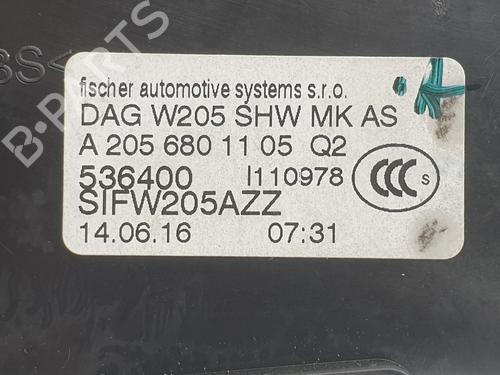 fischer automotive systems s.r.o.
DAG W205 SHW MK AS
A 205 680 11 05 Q2
536400 I110978
CCC S
SIFW205AZZ
14.06.16 07:31
B-PARTS